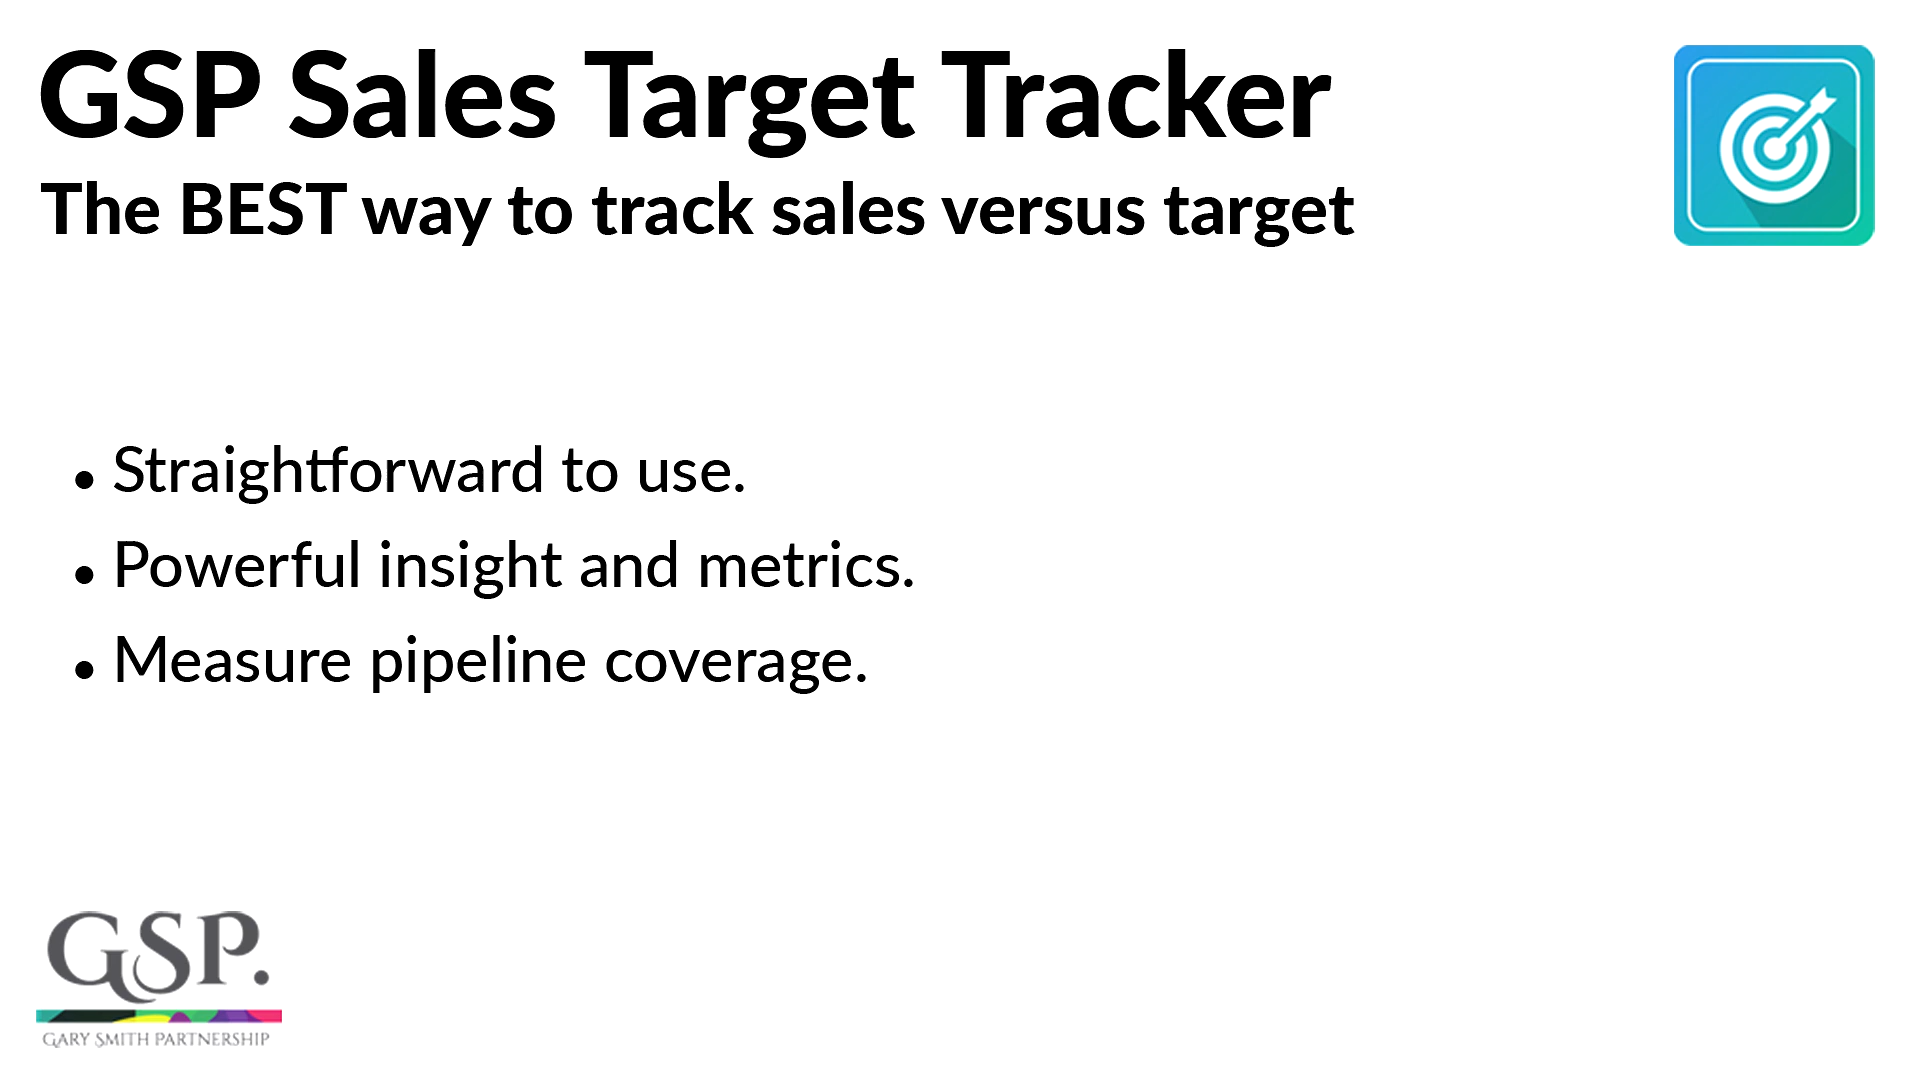 GSP Sales Target Tracker
The BEST way to track sales versus target
• Straightforward to use.
• Powerful insight and metrics.
• Measure pipeline coverage.
GSP.
GARY SMITH PARTNERSHIP